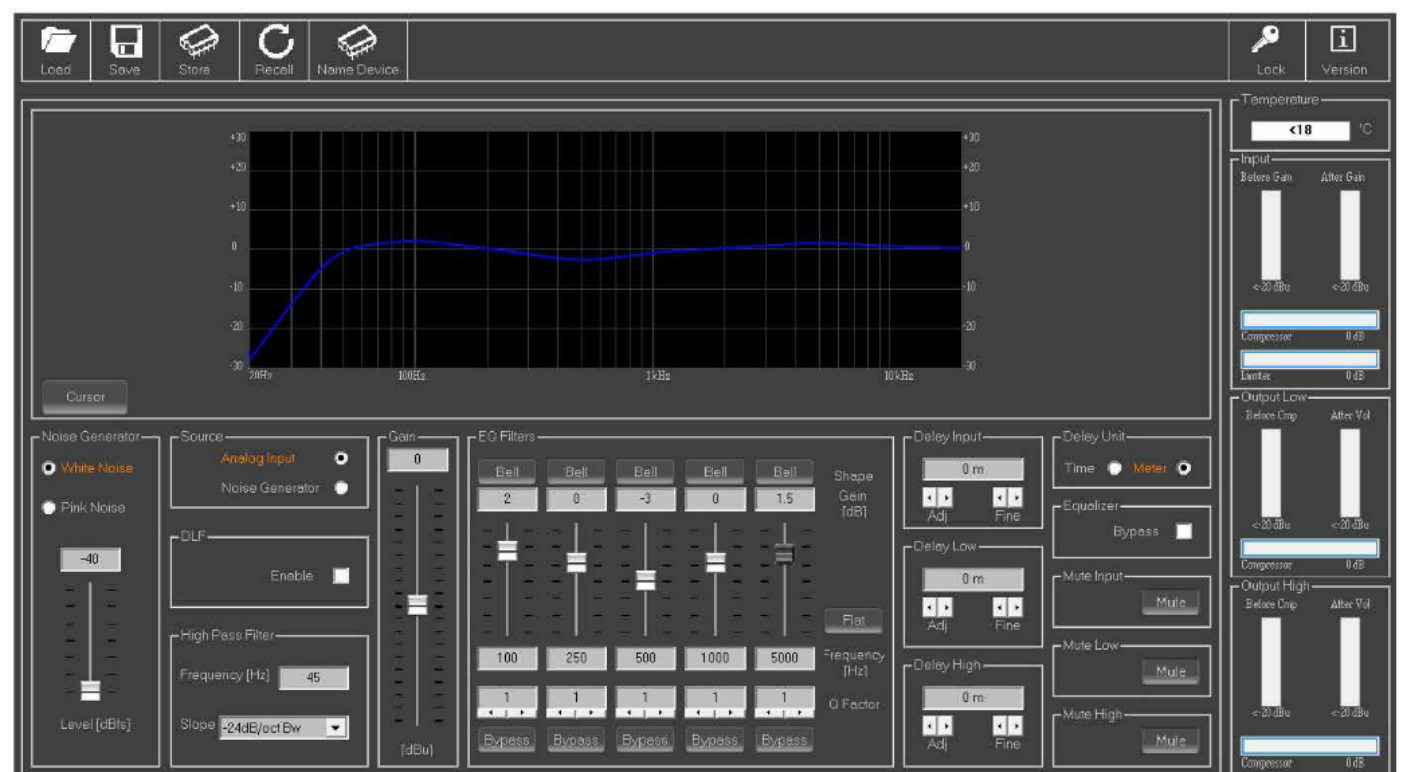 Load Save Store Recall Name Device Lock Version
Temperature
<18 °C
Input
Before Gain After Gain
<-20 dBu <-20 dBu
Compressor 0 dB
Limiter 0 dB
+30 +30
+20 +20
+10 +10
0 0
-10 -10
-20 -20
-30 -30
20Hz 100Hz 1kHz 10kHz
Cursor
Output Low
Before Cmp After Vol
<-20 dBu <-20 dBu
Compressor 0 dB
Output High
Before Cmp After Vol
<-20 dBu <-20 dBu
Compressor 0 dB
Noise Generator
White Noise
Pink Noise
-40
Level [dBfs]
Source
Analog Input
Noise Generator
DLF
Enable
High Pass Filter
Frequency [Hz] 45
Slope -24dB/oct Bw
Gain
0
[dBu]
EQ Filters
Bell Bell Bell Bell Bell Shape
2 0 -3 0 1.5 Gain
[dB]
Flat
100 250 500 1000 5000 Frequency
[Hz]
1 1 1 1 1 Q Factor
Bypass Bypass Bypass Bypass Bypass
Delay Input
0 m
Adj Fine
Delay Low
0 m
Adj Fine
Delay High
0 m
Adj Fine
Delay Unit
Time Meter
Equalizer
Bypass
Mute Input
Mute
Mute Low
Mute
Mute High
Mute